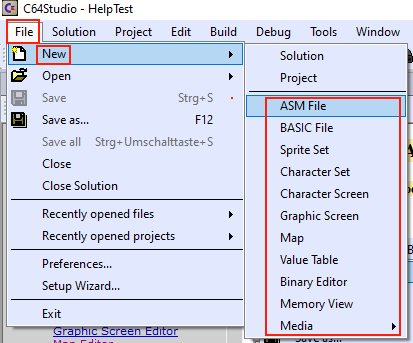 C64Studio - HelpTest
File Solution Project Edit Build Debug Tools Window
New
Open
Save Strg+S
Save as... F12
Save all Strg+Umschalttaste+S
Close
Close Solution
Recently opened files
Recently opened projects
Preferences...
Setup Wizard...
Exit
Solution
Project
ASM File
BASIC File
Sprite Set
Character Set
Character Screen
Graphic Screen
Map
Value Table
Binary Editor
Memory View
Media
Graphic Screen Editor